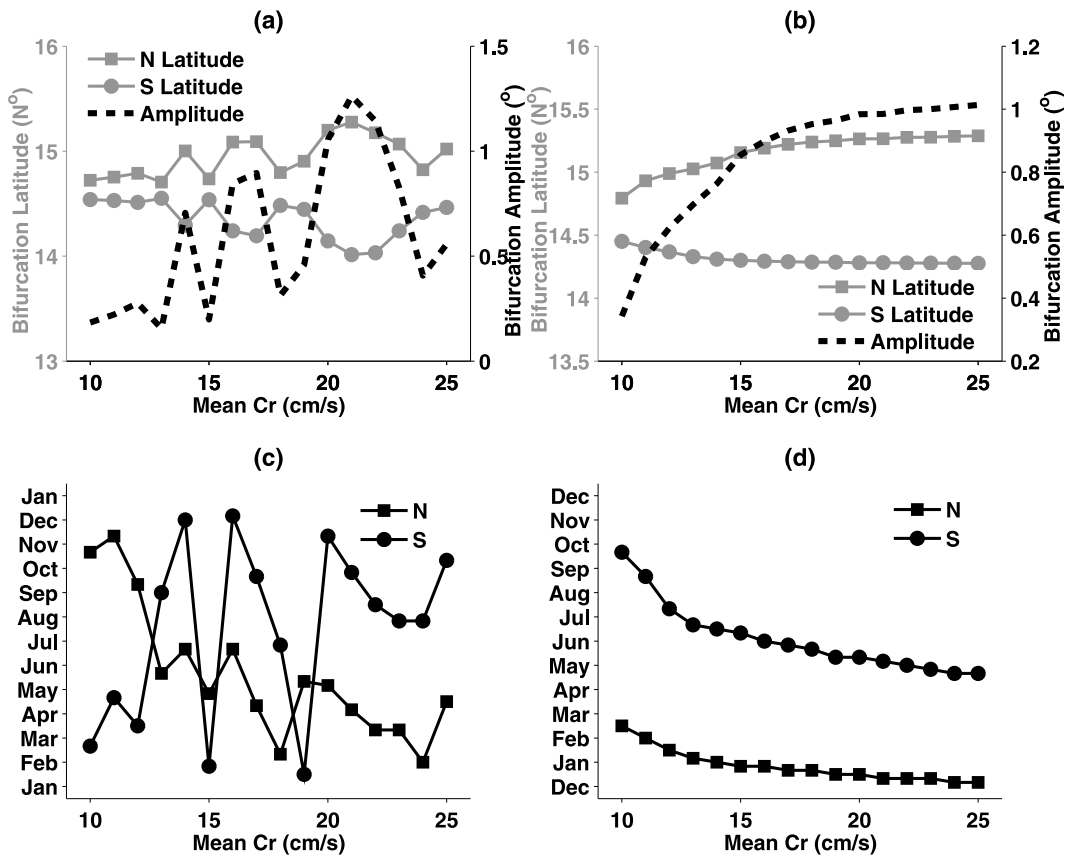 (a)
16
15
14
13
Bifurcation Latitude (N°)
N Latitude
S Latitude
Amplitude
1.5
1
0.5
0
Bifurcation Amplitude (°)
10 15 20 25
Mean Cr (cm/s)
(b)
16
15.5
15
14.5
14
13.5
Bifurcation Latitude (N°)
N Latitude
S Latitude
Amplitude
1.2
1
0.8
0.6
0.4
0.2
Bifurcation Amplitude (°)
10 15 20 25
Mean Cr (cm/s)
(c)
Jan
Dec
Nov
Oct
Sep
Aug
Jul
Jun
May
Apr
Mar
Feb
Jan
N
S
10 15 20 25
Mean Cr (cm/s)
(d)
Dec
Nov
Oct
Sep
Aug
Jul
Jun
May
Apr
Mar
Feb
Jan
Dec
N
S
10 15 20 25
Mean Cr (cm/s)